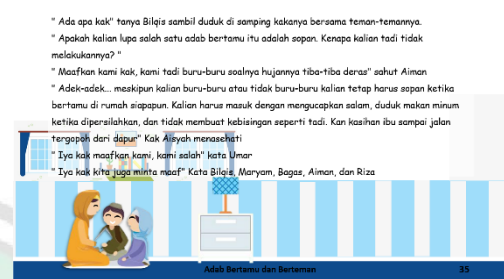 " Ada apa kak" tanya Bilqis sambil duduk di samping kakanya bersama teman-temannya.
" Apakah kalian lupa salah satu adab bertamu itu adalah sopan. Kenapa kalian tadi tidak
melakukannya? "
" Maafkan kami kak, kami tadi buru-buru soalnya hujannya tiba-tiba deras" sahut Aiman
" Adek-adek... meskipun kalian buru-buru atau tidak buru-buru kalian tetap harus sopan ketika
bertamu di rumah siapapun. Kalian harus masuk dengan mengucapkan salam, duduk makan minum
ketika dipersilahkan, dan tidak membuat kebisingan seperti tadi. Kan kasihan ibu sampai jalan
tergopoh dari dapur" Kak Aisyah menasehati
" Iya kak maafkan kami, kami salah" kata Umar
" Iya kak kita juga minta maaf" Kata Bilqis, Maryam, Bagas, Aiman, dan Riza
Adab Bertamu dan Berteman 35